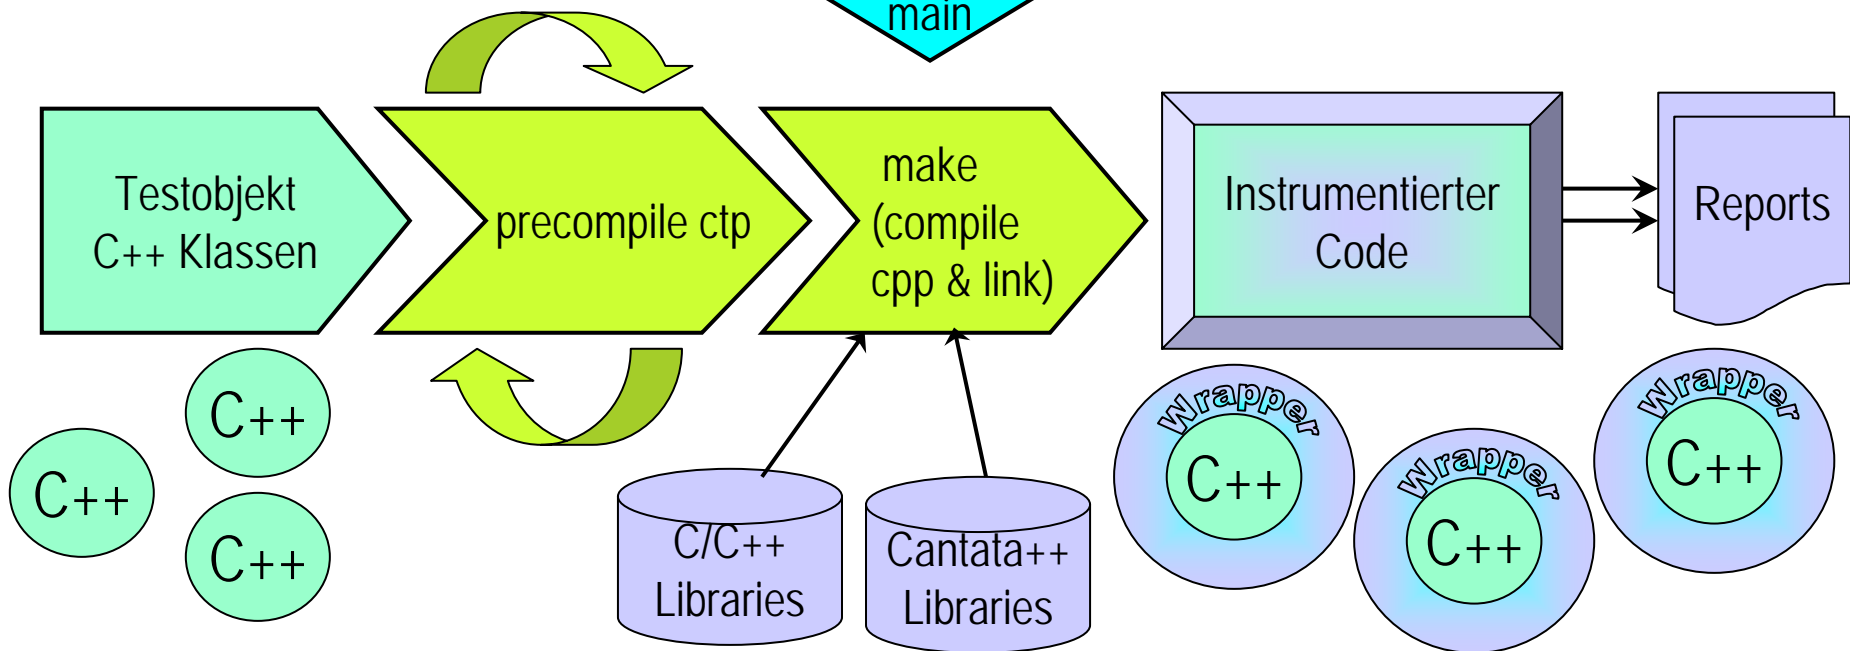 main
Testobjekt
C++ Klassen
precompile ctp
make
(compile
cpp & link)
Instrumentierter
Code
Reports
C++
C++
C++
C/C++
Libraries
Cantata++
Libraries
Wrapper
C++
Wrapper
C++
Wrapper
C++